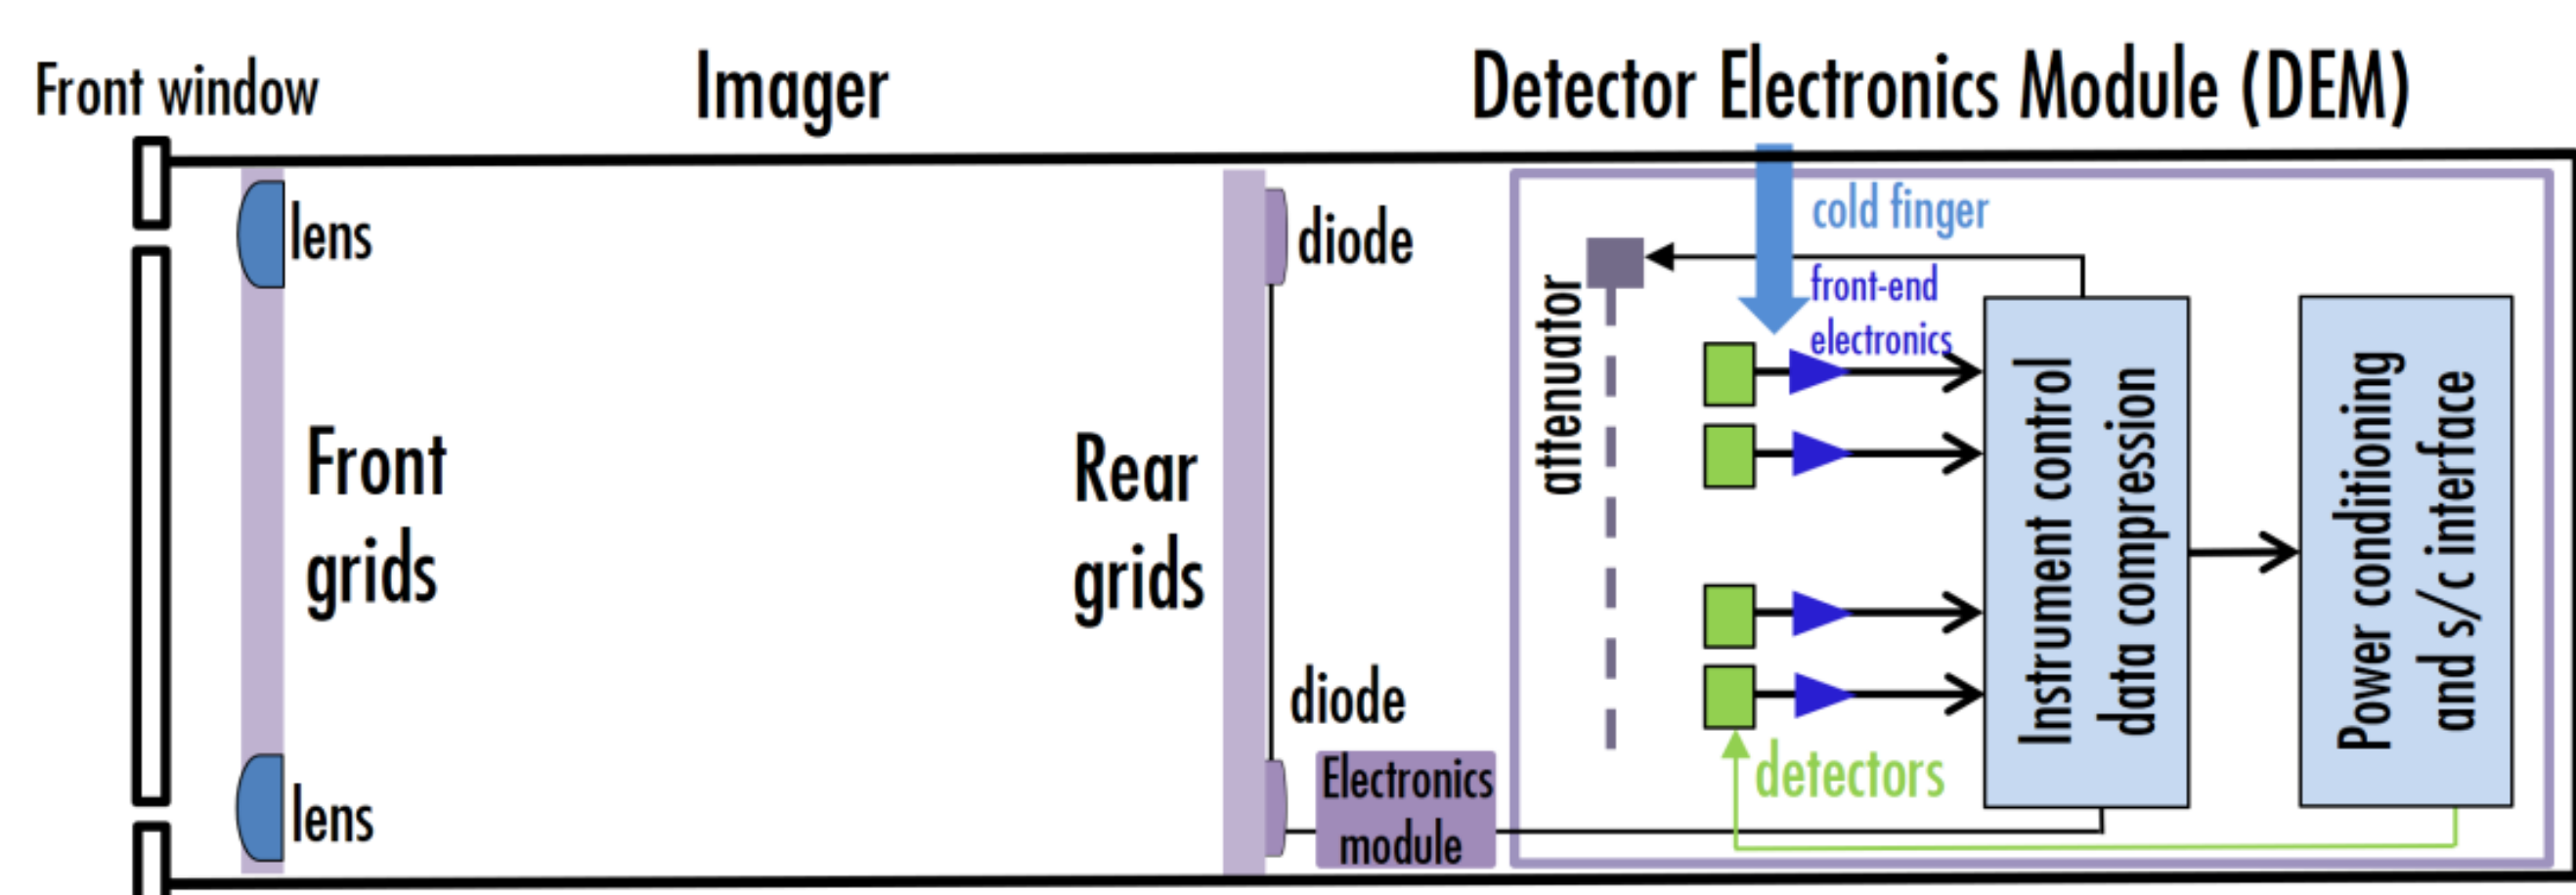 Front window
Imager
Detector Electronics Module (DEM)
lens
diode
cold finger
front-end
electronics
attenuator
Front
grids
Rear
grids
Instrument control
data compression
Power conditioning
and s/c interface
diode
lens
Electronics
module
detectors